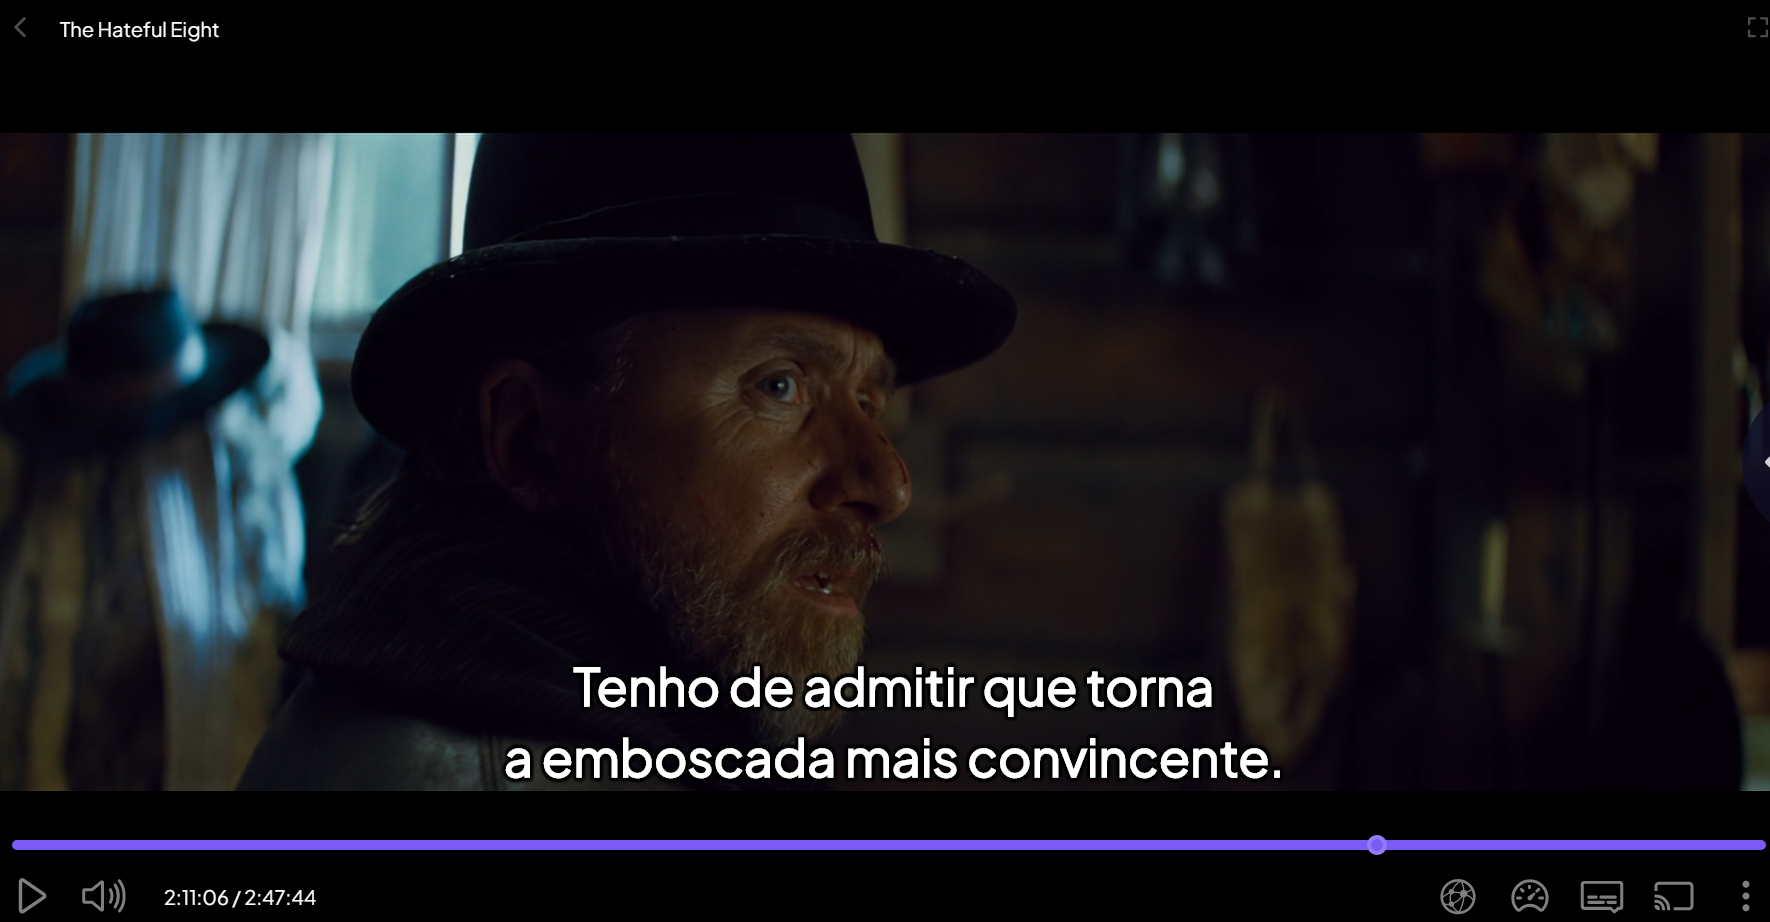 The Hateful Eight
Tenho de admitir que torna
a emboscada mais convincente.
2:11:06 / 2:47:44